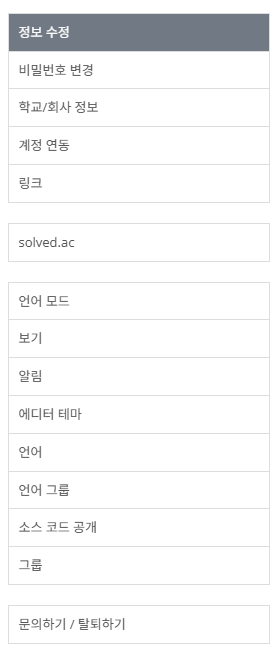 정보 수정
비밀번호 변경
학교/회사 정보
계정 연동
링크
solved.ac
언어 모드
보기
알림
에디터 테마
언어
언어 그룹
소스 코드 공개
그룹
문의하기 / 탈퇴하기